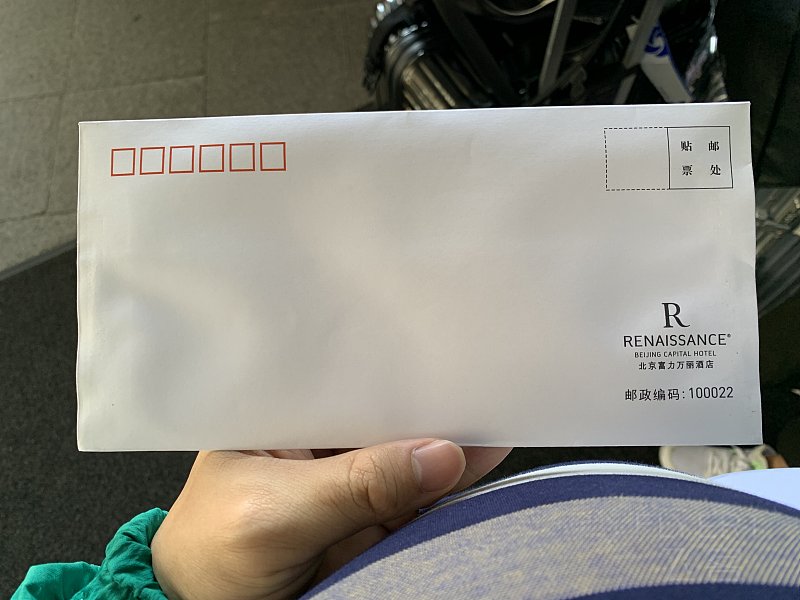 贴 邮
票 处
R
RENAISSANCE®
BEIJING CAPITAL HOTEL
北京富力万丽酒店
邮政编码:100022